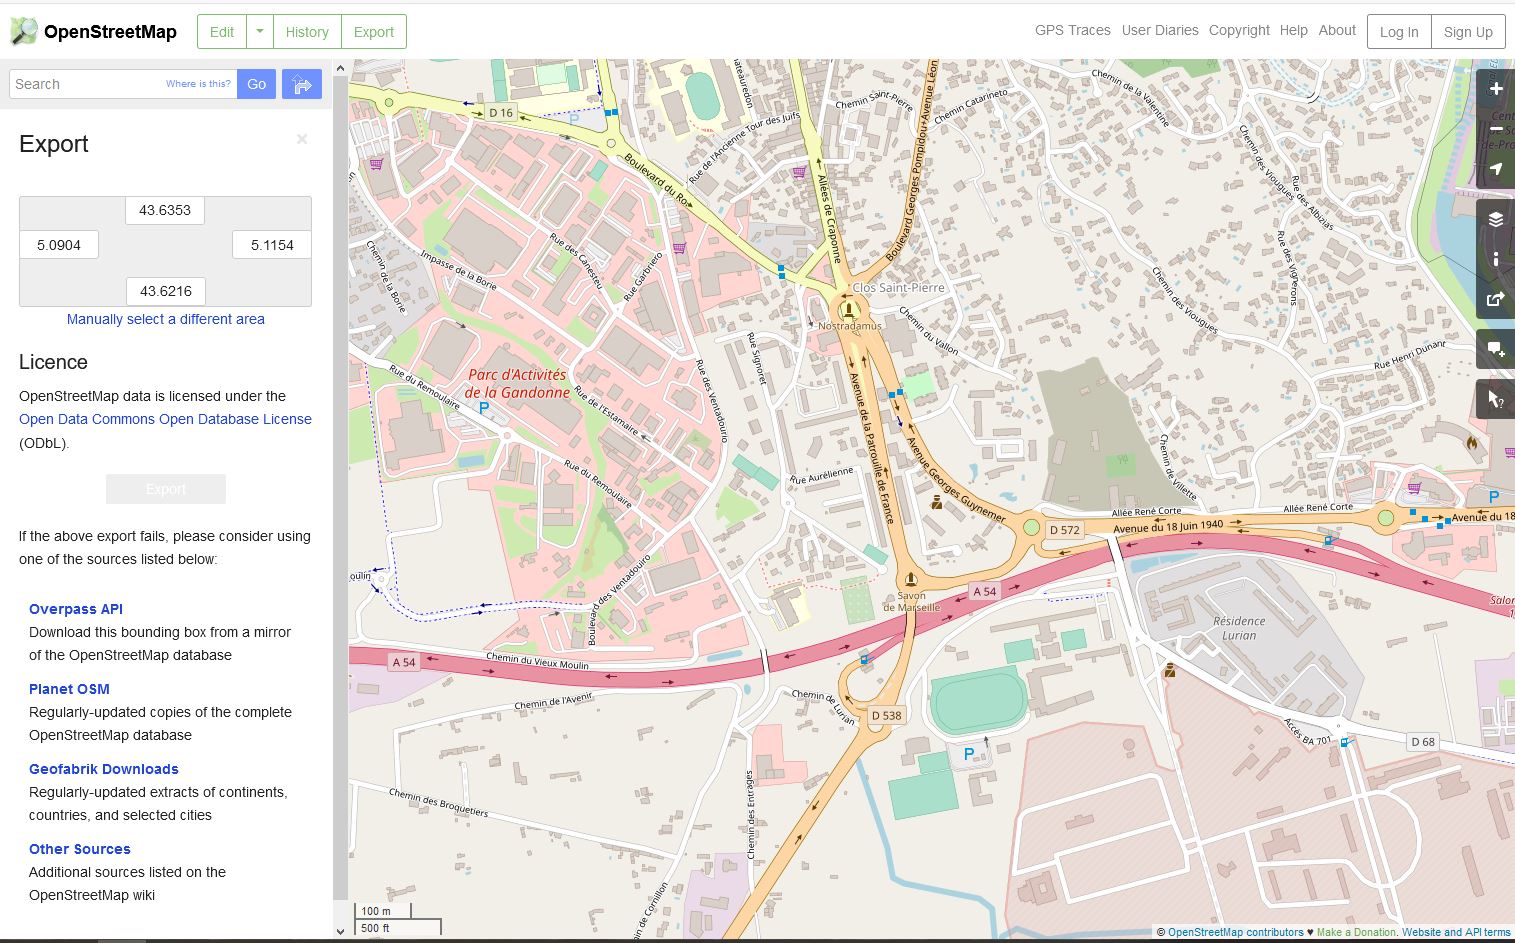 OpenStreetMap
Edit
History
Export
GPS Traces
User Diaries
Copyright
Help
About
Log In
Sign Up
Search
Where is this?
Go
Export
×
43.6353
5.0904
5.1154
43.6216
Manually select a different area
Licence
OpenStreetMap data is licensed under the
Open Data Commons Open Database License
(ODbL).
Export
If the above export fails, please consider using
one of the sources listed below:
Overpass API
Download this bounding box from a mirror
of the OpenStreetMap database
Planet OSM
Regularly-updated copies of the complete
OpenStreetMap database
Geofabrik Downloads
Regularly-updated extracts of continents,
countries, and selected cities
Other Sources
Additional sources listed on the
OpenStreetMap wiki
D 16
P
Chemin Saint-Pierre
Chemin Catarineto
Chemin de la Valentine
Rue de l'Ancienne Tour des Juifs
Boulevard du Ro
Allées de Craponne
Boulevard Georges Pompidou
Avenue Léon
Chemin des Viougues
Rue des Albizias
Rue des Vignerons
Chemin des Viougues
Rue Henri Dunant
Chemin de la Borie
Impasse de la Borie
Rue des Canesteu
Rue Garbiero
Clos Saint-Pierre
Nostradamus
Chemin du Vallon
Rue Signoret
Parc d'Activités
de la Gandonne
P
Rue du Remoulaire
Rue de l'Estamaire
Rue des Ventadouiro
Rue du Remoulaire
Rue Aurélienne
Avenue de la Patrouille de France
Avenue Georges Guynemer
Chemin de Villette
Allée René Corte
Allée René Corte
D 572
Avenue du 18 Juin 1940
Avenue du 18
P
oulin
Boulevard des Ventadouiro
Savon
de Marseille
A 54
Résidence
Lurian
Salon
A 54
Chemin du Vieux Moulin
Chemin de l'Avenir
Chemin de Lurian
D 538
P
Accès BA 701
D 68
Chemin des Broquetiers
Chemin des Entrages
in de Cornillon
100 m
500 ft
© OpenStreetMap contributors ♥ Make a Donation. Website and API terms